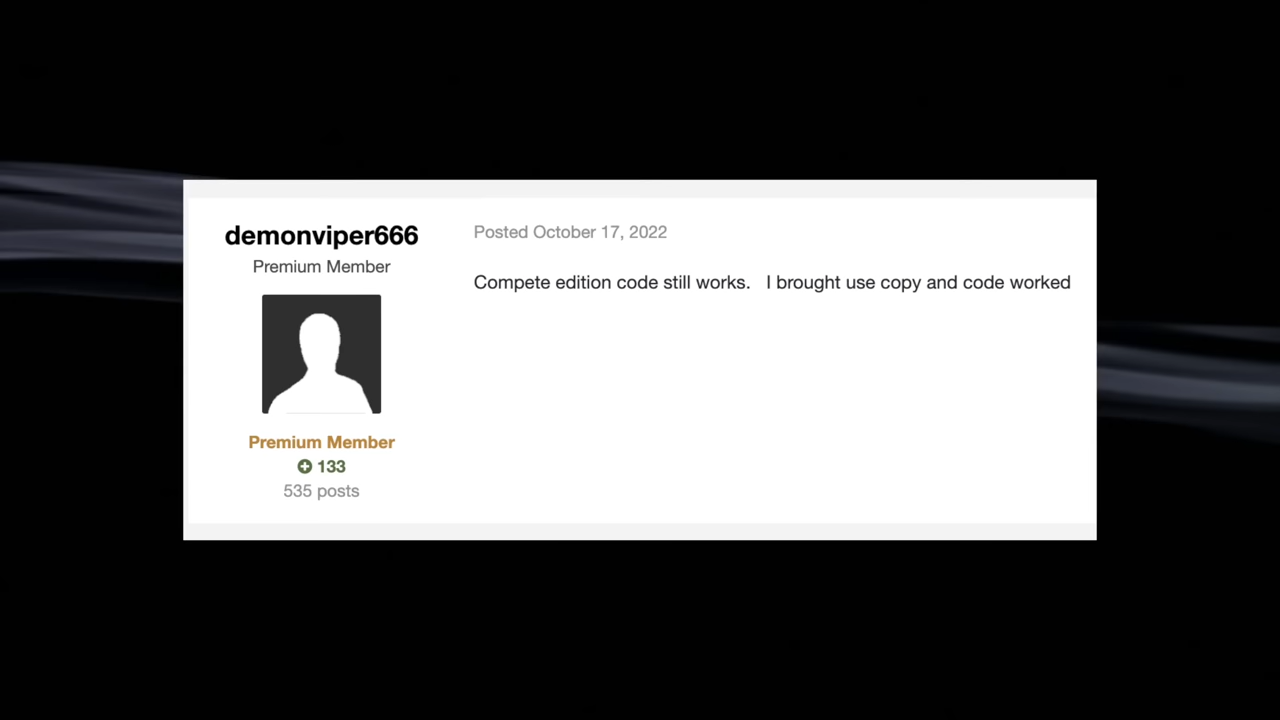 demonviper666
Premium Member
Posted October 17, 2022
Compete edition code still works.   I brought use copy and code worked
Premium Member
133
535 posts